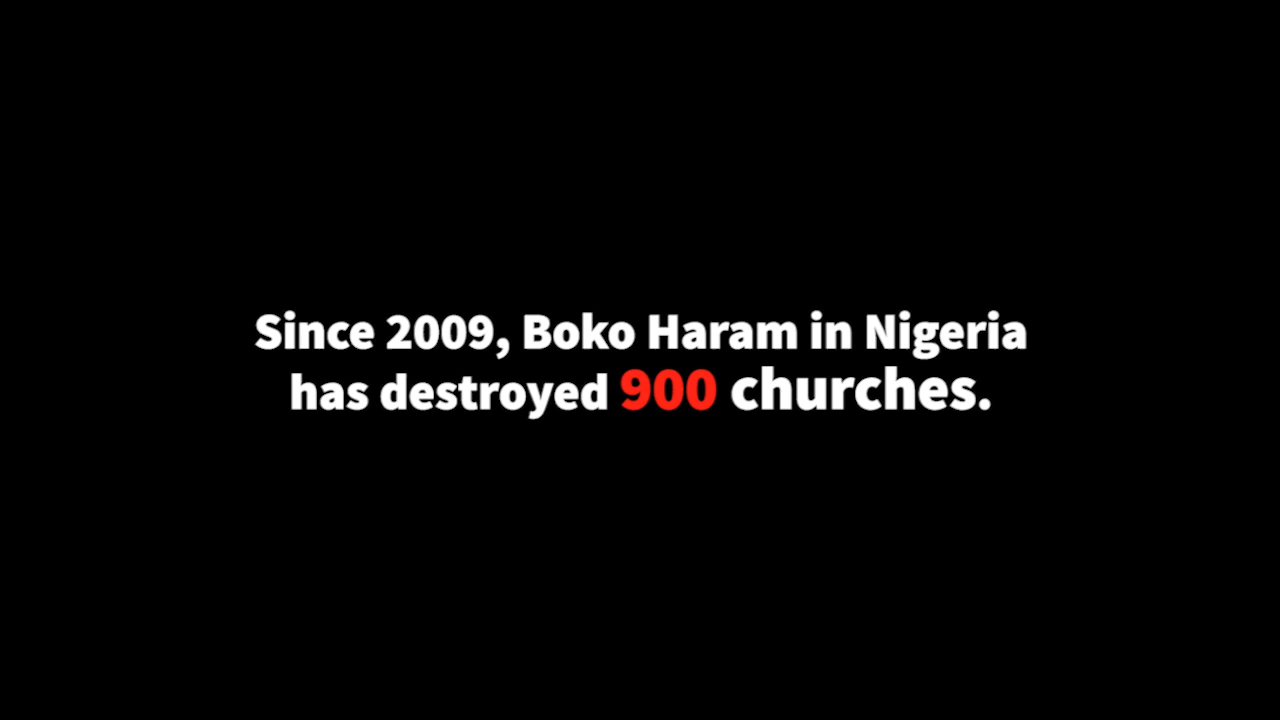 Since 2009, Boko Haram in Nigeria
has destroyed 900 churches.